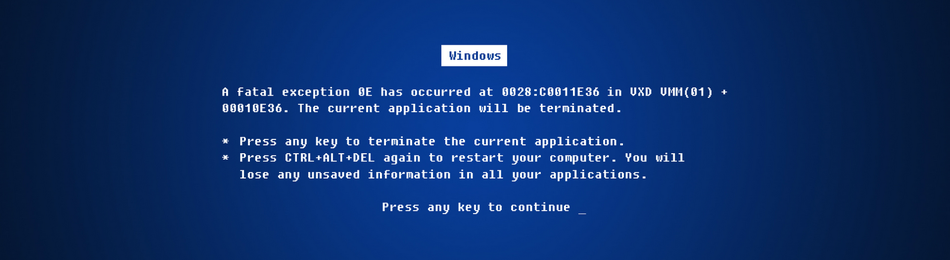 Windows
A fatal exception 0E has occurred at 0028:C0011E36 in VXD VMM(01) +
00010E36. The current application will be terminated.
* Press any key to terminate the current application.
* Press CTRL+ALT+DEL again to restart your computer. You will
lose any unsaved information in all your applications.
Press any key to continue _